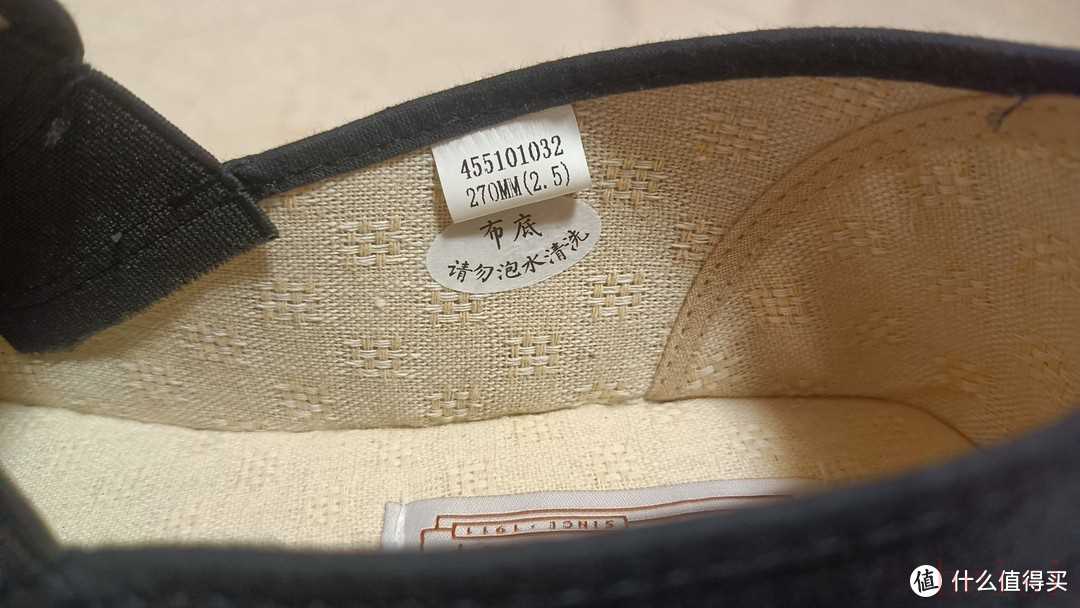 455101032
270MM(2.5)
布底
请勿泡水清洗
SINCE · 1911
值 什么值得买